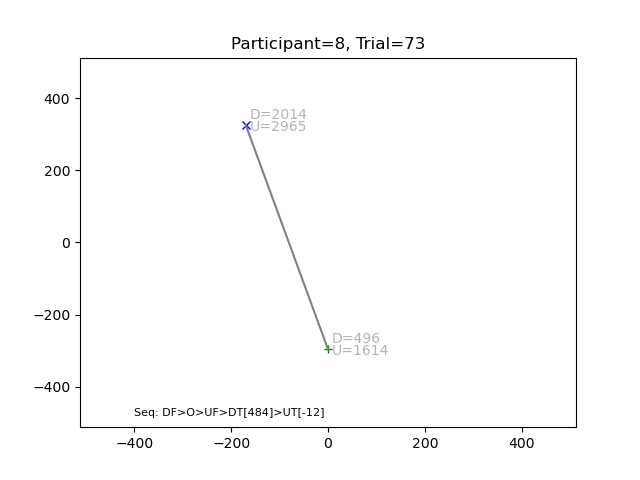 Participant=8, Trial=73
400
200
0
−200
−400
D=2014
U=2965
D=496
U=1614
Seq: DF>O>UF>DT[484]>UT[-12]
−400
−200
0
200
400